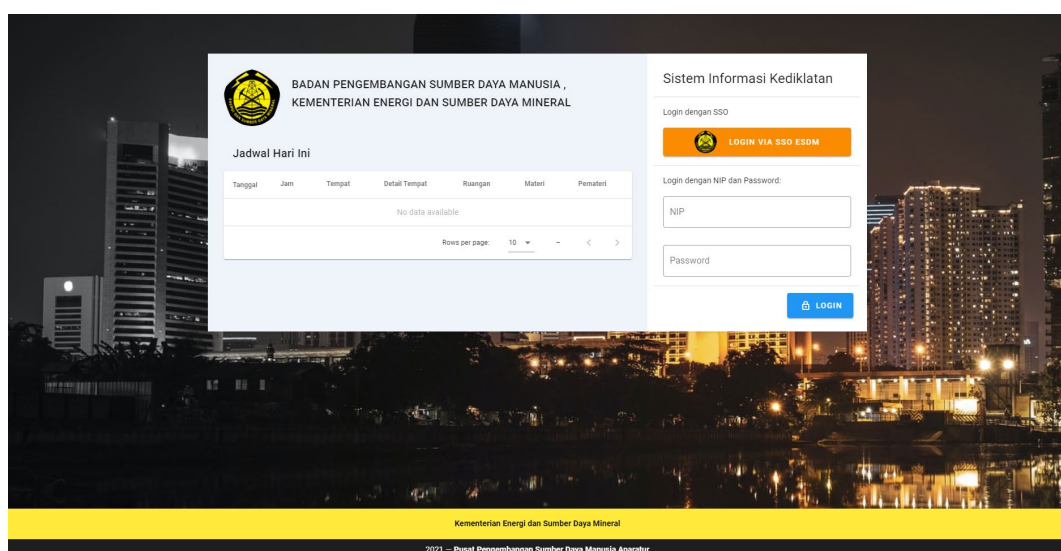 BADAN PENGEMBANGAN SUMBER DAYA MANUSIA ,
KEMENTERIAN ENERGI DAN SUMBER DAYA MINERAL
Jadwal Hari Ini
Tanggal Jam Tempat Detail Tempat Ruangan Materi Pemateri
No data available
Rows per page: 10 –
Sistem Informasi Kediklatan
Login dengan SSO
LOGIN VIA SSO ESDM
Login dengan NIP dan Password:
NIP
Password
LOGIN
Kementerian Energi dan Sumber Daya Mineral
2021 — Pusat Pengembangan Sumber Daya Manusia Aparatur